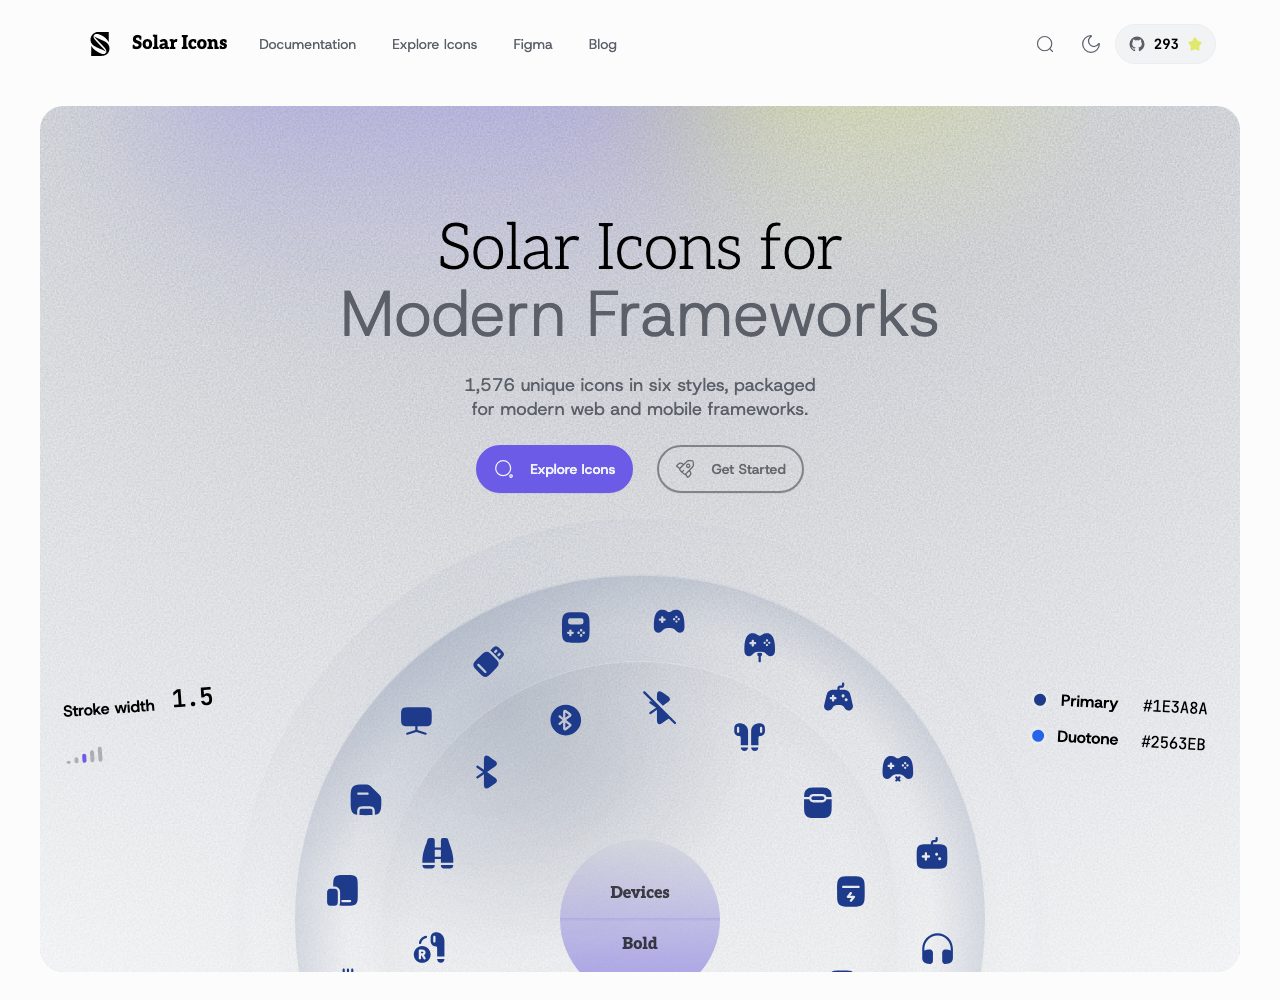 Solar Icons
Documentation
Explore Icons
Figma
Blog
293
Solar Icons for
Modern Frameworks
1,576 unique icons in six styles, packaged
for modern web and mobile frameworks.
Explore Icons
Get Started
Stroke width 1.5
Primary #1E3A8A
Duotone #2563EB
R
Devices
Bold